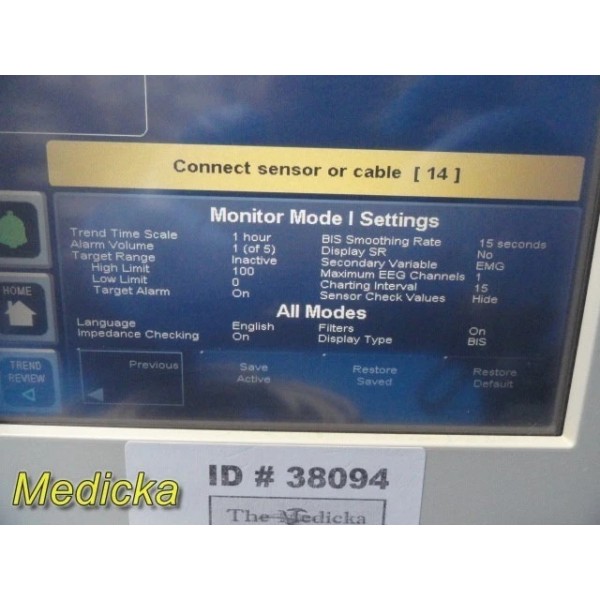 Connect sensor or cable [ 14 ]
Monitor Mode I Settings
Trend Time Scale 1 hour BIS Smoothing Rate 15 seconds
Alarm Volume 1 (of 5) Display SR No
Target Range Inactive Secondary Variable EMG
High Limit 100 Maximum EEG Channels 1
Low Limit 0 Charting Interval 15
Target Alarm On Sensor Check Values Hide
All Modes
Language English Filters On
Impedance Checking On Display Type BIS
HOME
TREND
REVIEW
Previous
Save
Active
Restore
Saved
Restore
Default
Medicka
ID # 38094
The Medicka